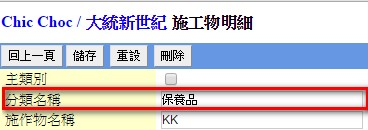 Chic Choc / 大統新世紀 施工物明細
回上一頁 儲存 重設 刪除
主類別
分類名稱 保養品
施作物名稱 KK